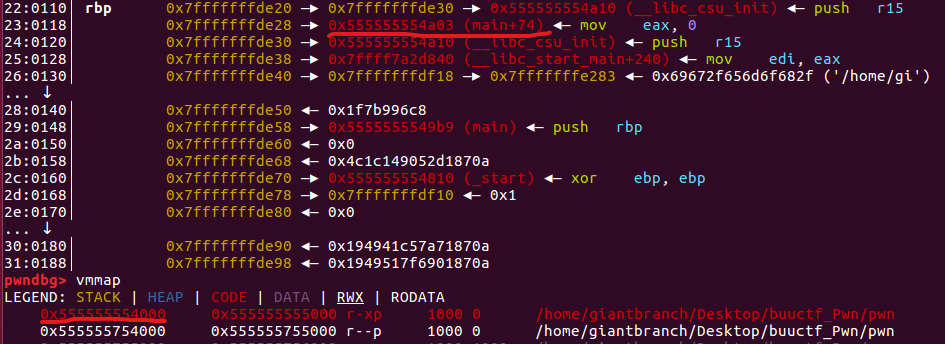 22:0110│ rbp 0x7fffffffde20 —▸ 0x7fffffffde30 —▸ 0x555555554a10 (__libc_csu_init) ◂— push r15
23:0118│ 0x7fffffffde28 —▸ 0x555555554a03 (main+74) ◂— mov eax, 0
24:0120│ 0x7fffffffde30 —▸ 0x555555554a10 (__libc_csu_init) ◂— push r15
25:0128│ 0x7fffffffde38 —▸ 0x7ffff7a2d840 (__libc_start_main+240) ◂— mov edi, eax
26:0130│ 0x7fffffffde40 —▸ 0x7fffffffdf18 —▸ 0x7fffffffe283 ◂— 0x69672f656d6f682f ('/home/gi')
... ↓
28:0140│ 0x7fffffffde50 ◂— 0x1f7b996c8
29:0148│ 0x7fffffffde58 —▸ 0x5555555549b9 (main) ◂— push rbp
2a:0150│ 0x7fffffffde60 ◂— 0x0
2b:0158│ 0x7fffffffde68 ◂— 0x4c1c149052d1870a
2c:0160│ 0x7fffffffde70 —▸ 0x555555554810 (_start) ◂— xor ebp, ebp
2d:0168│ 0x7fffffffde78 —▸ 0x7fffffffdf10 ◂— 0x1
2e:0170│ 0x7fffffffde80 ◂— 0x0
... ↓
30:0180│ 0x7fffffffde90 ◂— 0x194941c57a71870a
31:0188│ 0x7fffffffde98 ◂— 0x1949517f6901870a
pwndbg> vmmap
LEGEND: STACK | HEAP | CODE | DATA | RWX | RODATA
0x555555554000 0x555555555000 r-xp 1000 0 /home/giantbranch/Desktop/buuctf_Pwn/pwn
0x555555754000 0x555555755000 r--p 1000 0 /home/giantbranch/Desktop/buuctf_Pwn/pwn